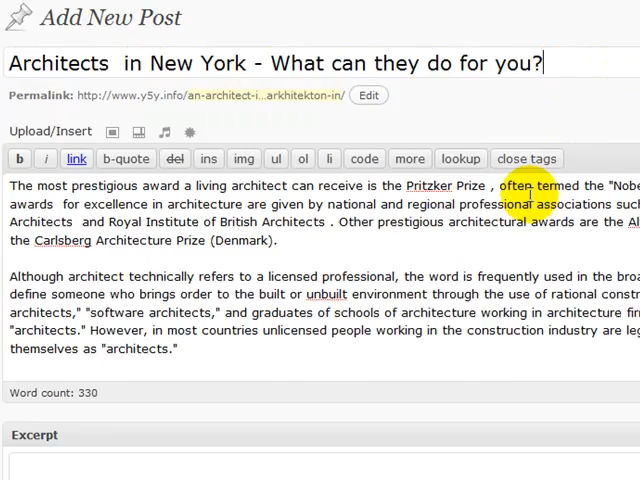 Add New Post
Architects in New York - What can they do for you?
Permalink: http://www.y5y.info/an-architect-i...arkhitekton-in/ Edit
Upload/Insert
b i link b-quote del ins img ul ol li code more lookup close tags
The most prestigious award a living architect can receive is the Pritzker Prize , often termed the "Nobe
awards for excellence in architecture are given by national and regional professional associations suc
Architects and Royal Institute of British Architects . Other prestigious architectural awards are the Al
the Carlsberg Architecture Prize (Denmark).
Although architect technically refers to a licensed professional, the word is frequently used in the broa
define someone who brings order to the built or unbuilt environment through the use of rational constr
architects," "software architects," and graduates of schools of architecture working in architecture fir
"architects." However, in most countries unlicensed people working in the construction industry are leg
themselves as "architects."
Word count: 330
Excerpt